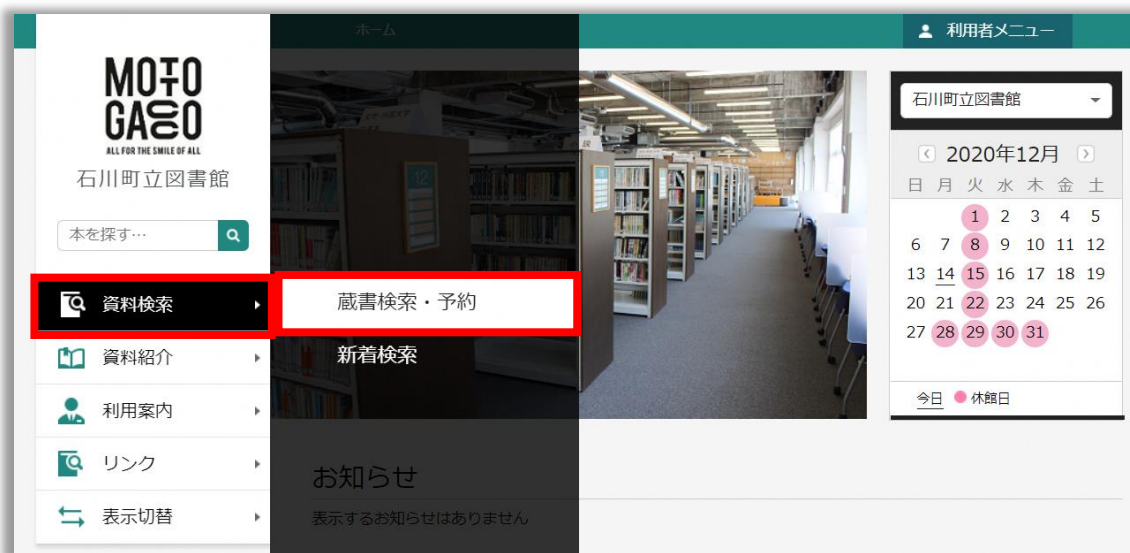 ホーム
利用者メニュー
MOTO
GACCO
ALL FOR THE SMILE OF ALL
石川町立図書館
本を探す…
資料検索
蔵書検索・予約
新着検索
資料紹介
利用案内
リンク
表示切替
12
石川町立図書館
2020年12月
日 月 火 水 木 金 土
1 2 3 4 5
6 7 8 9 10 11 12
13 14 15 16 17 18 19
20 21 22 23 24 25 26
27 28 29 30 31
今日 休館日
お知らせ
表示するお知らせはありません